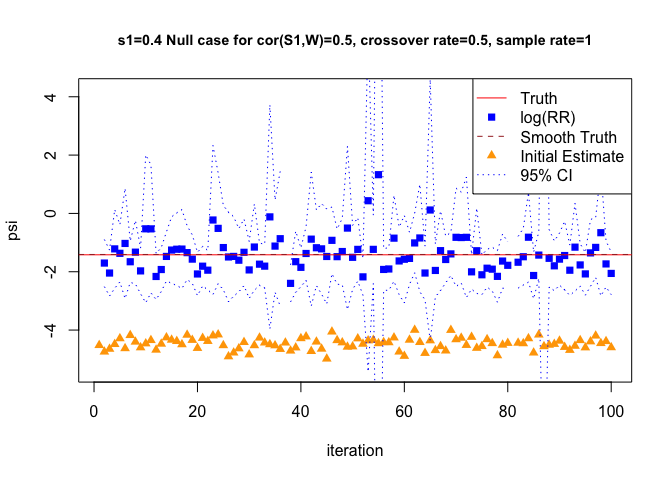 s1=0.4 Null case for cor(S1,W)=0.5, crossover rate=0.5, sample rate=1
Truth
log(RR)
Smooth Truth
Initial Estimate
95% CI
psi
4
2
0
-2
-4
0 20 40 60 80 100
iteration